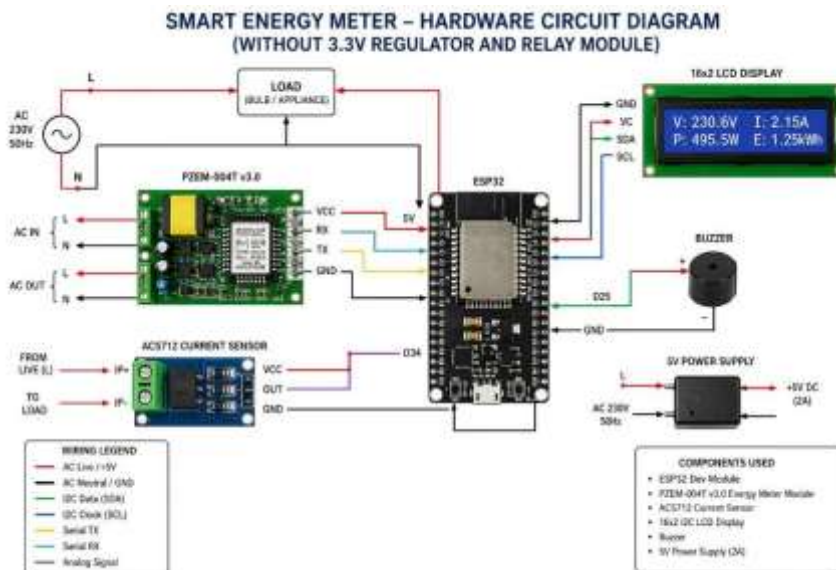 SMART ENERGY METER – HARDWARE CIRCUIT DIAGRAM
(WITHOUT 3.3V REGULATOR AND RELAY MODULE)
L
LOAD
(BULB / APPLIANCE)
AC
230V
50Hz
N
16x2 LCD DISPLAY
GND
VC
SDA
SCL
V: 230.6V I: 2.15A
P: 495.5W E: 1.25kWh
PZEM-004T v3.0
ESP32
AC IN
L
N
AC OUT
L
N
VCC
RX
TX
GND
5V
BUZZER
+
–
D25
GND
ACS712 CURRENT SENSOR
FROM
LIVE (L)
IP+
TO
LOAD
IP-
VCC
OUT
GND
D34
5V POWER SUPPLY
L
AC 230V
50Hz
+5V DC
(2A)
WIRING LEGEND
AC Live / +5V
AC Neutral / GND
I2C Data (SDA)
I2C Clock (SCL)
Serial TX
Serial RX
Analog Signal
COMPONENTS USED
• ESP32 Dev Module
• PZEM-004T v3.0 Energy Meter Module
• ACS712 Current Sensor
• 16x2 I2C LCD Display
• Buzzer
• 5V Power Supply (2A)